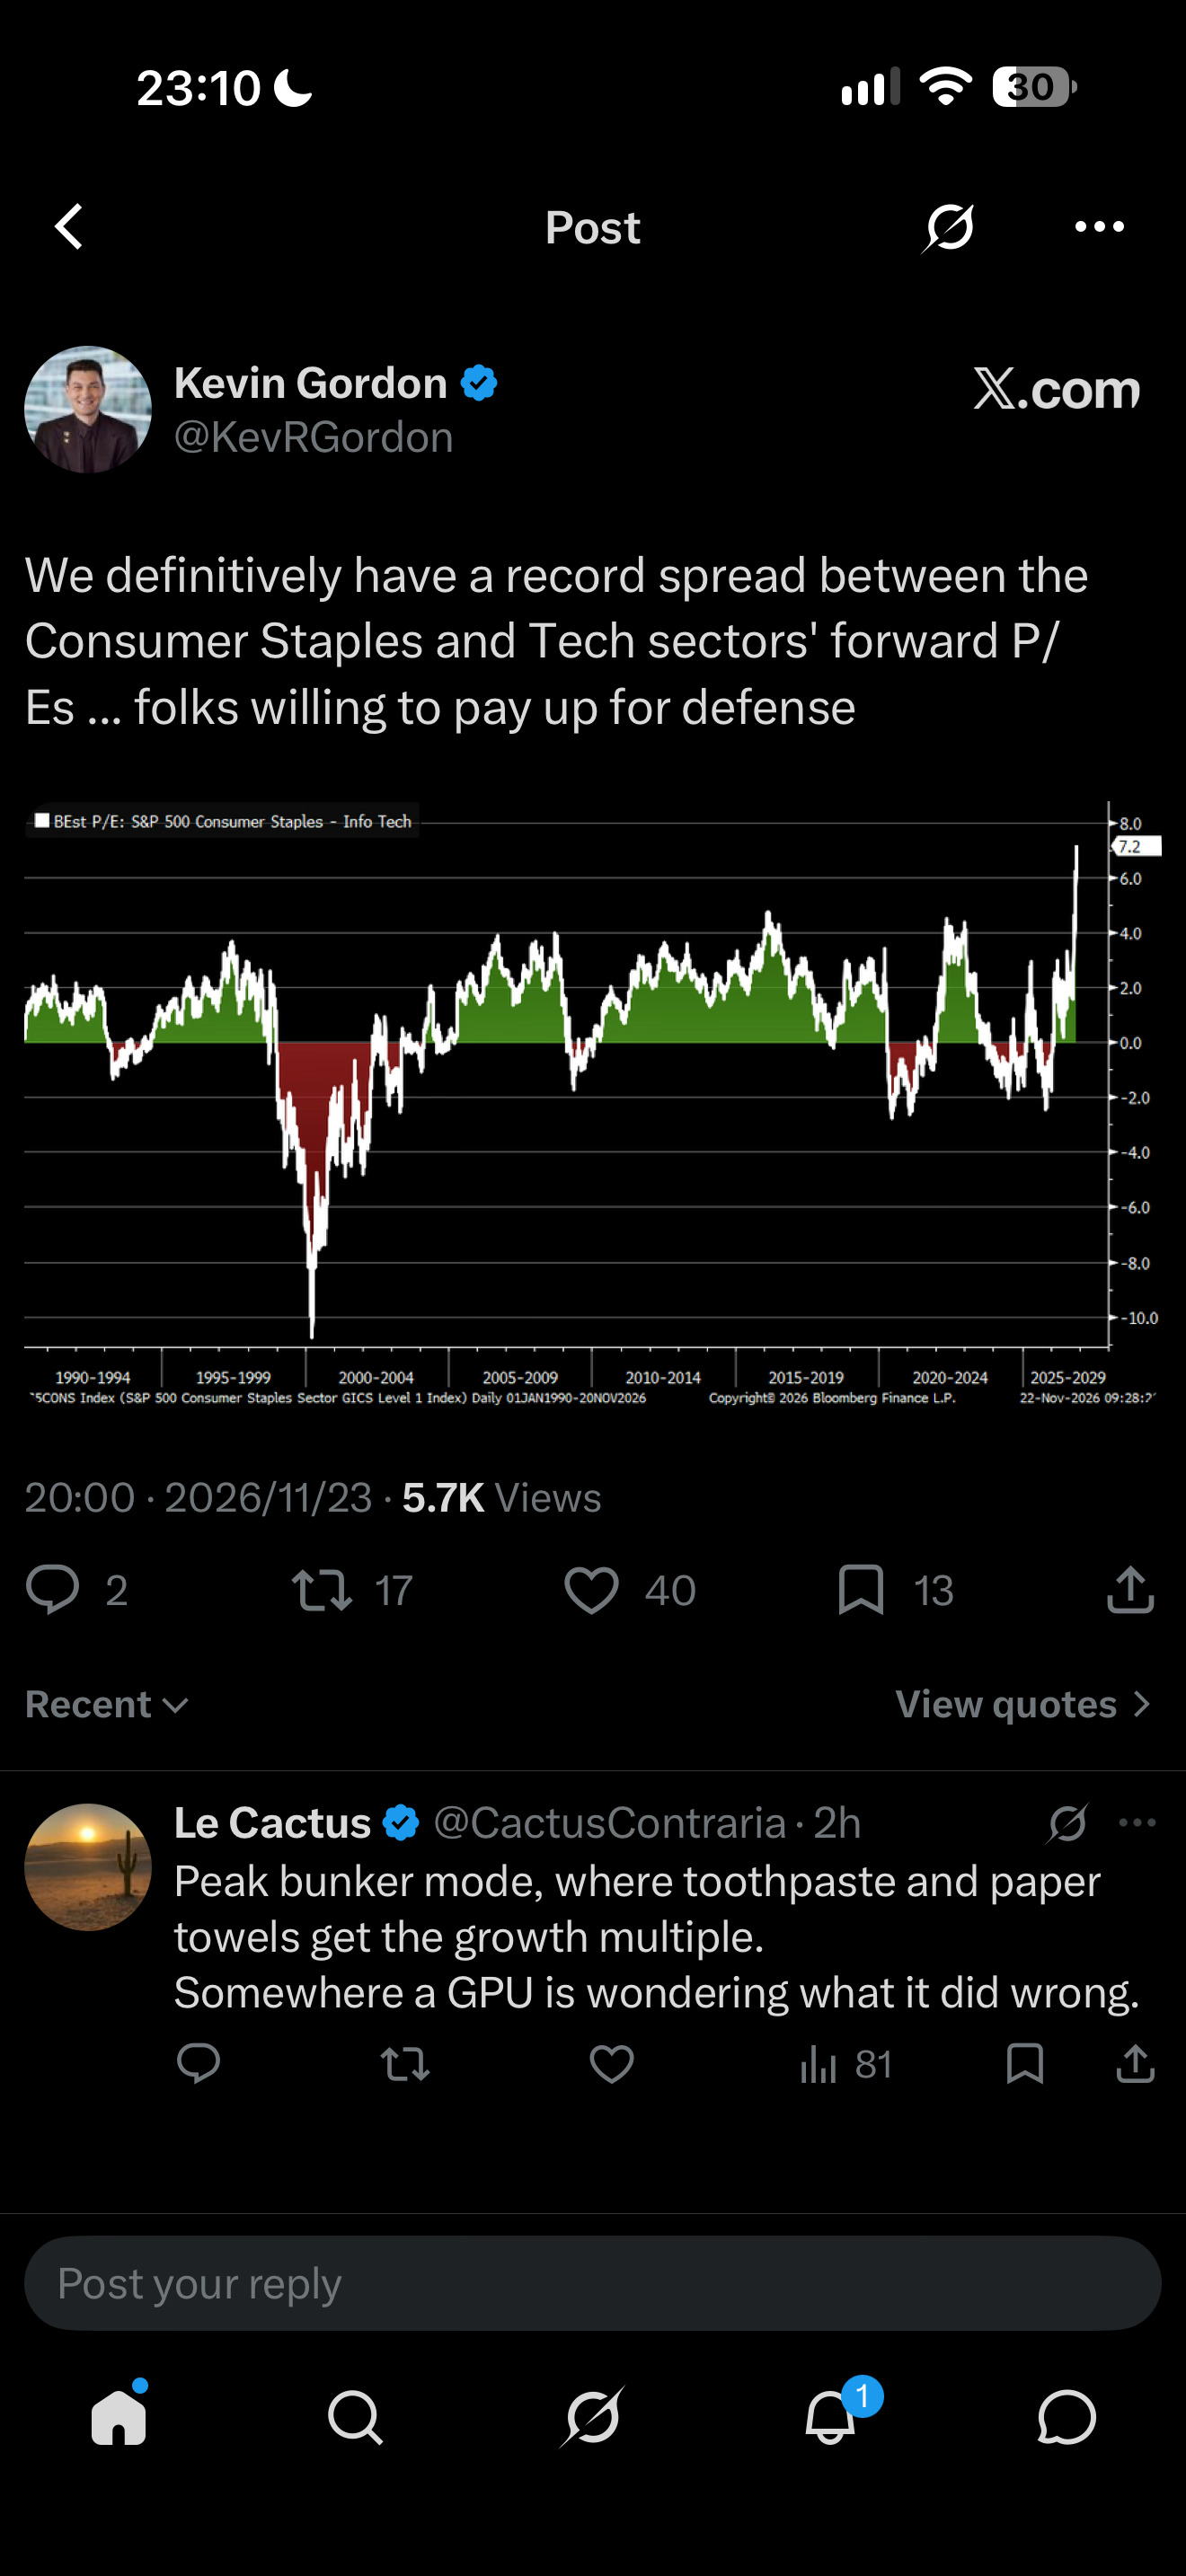 23:10
30
Post
Kevin Gordon
@KevRGordon
X.com
We definitively have a record spread between the
Consumer Staples and Tech sectors' forward P/
Es ... folks willing to pay up for defense
BEst P/E: S&P 500 Consumer Staples - Info Tech
8.0
7.2
6.0
4.0
2.0
0.0
-2.0
-4.0
-6.0
-8.0
-10.0
1990-1994 1995-1999 2000-2004 2005-2009 2010-2014 2015-2019 2020-2024 2025-2029
5CONS Index (S&P 500 Consumer Staples Sector GICS Level 1 Index) Daily 01JAN1990-20NOV2026 Copyright© 2026 Bloomberg Finance L.P. 22-Nov-2026 09:28:2
20:00 · 2026/11/23 · 5.7K Views
2 17 40 13
Recent View quotes
Le Cactus @CactusContraria · 2h
Peak bunker mode, where toothpaste and paper
towels get the growth multiple.
Somewhere a GPU is wondering what it did wrong.
81
Post your reply
1